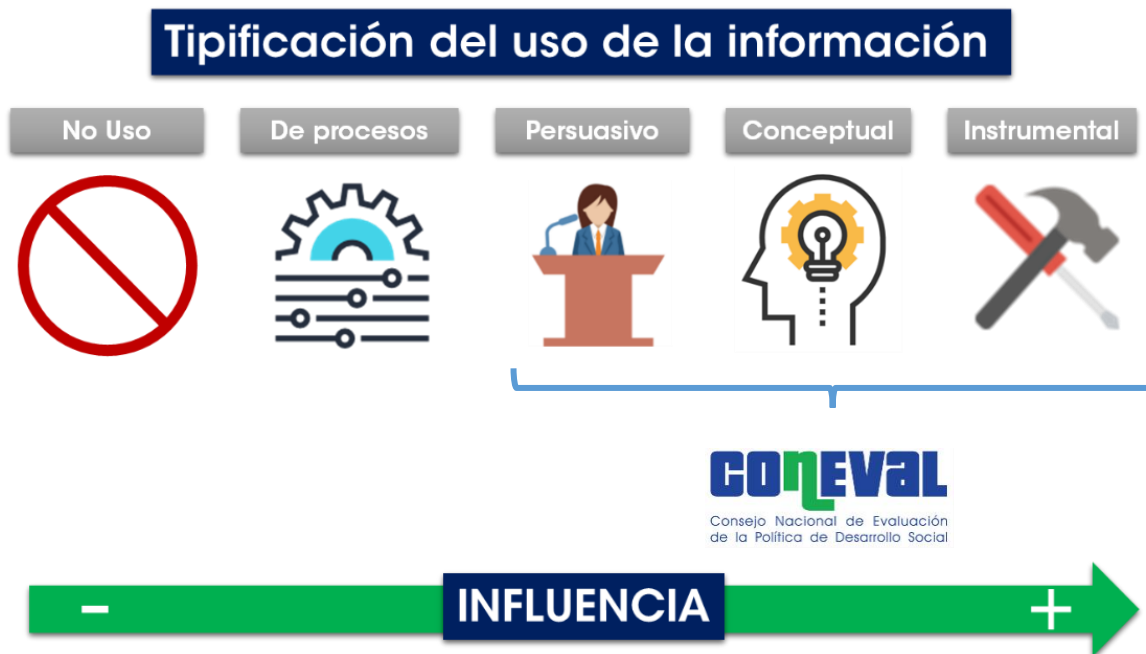 Tipificación del uso de la información
No Uso
De procesos
Persuasivo
Conceptual
Instrumental
CONEVAL
Consejo Nacional de Evaluación
de la Política de Desarrollo Social
- INFLUENCIA +